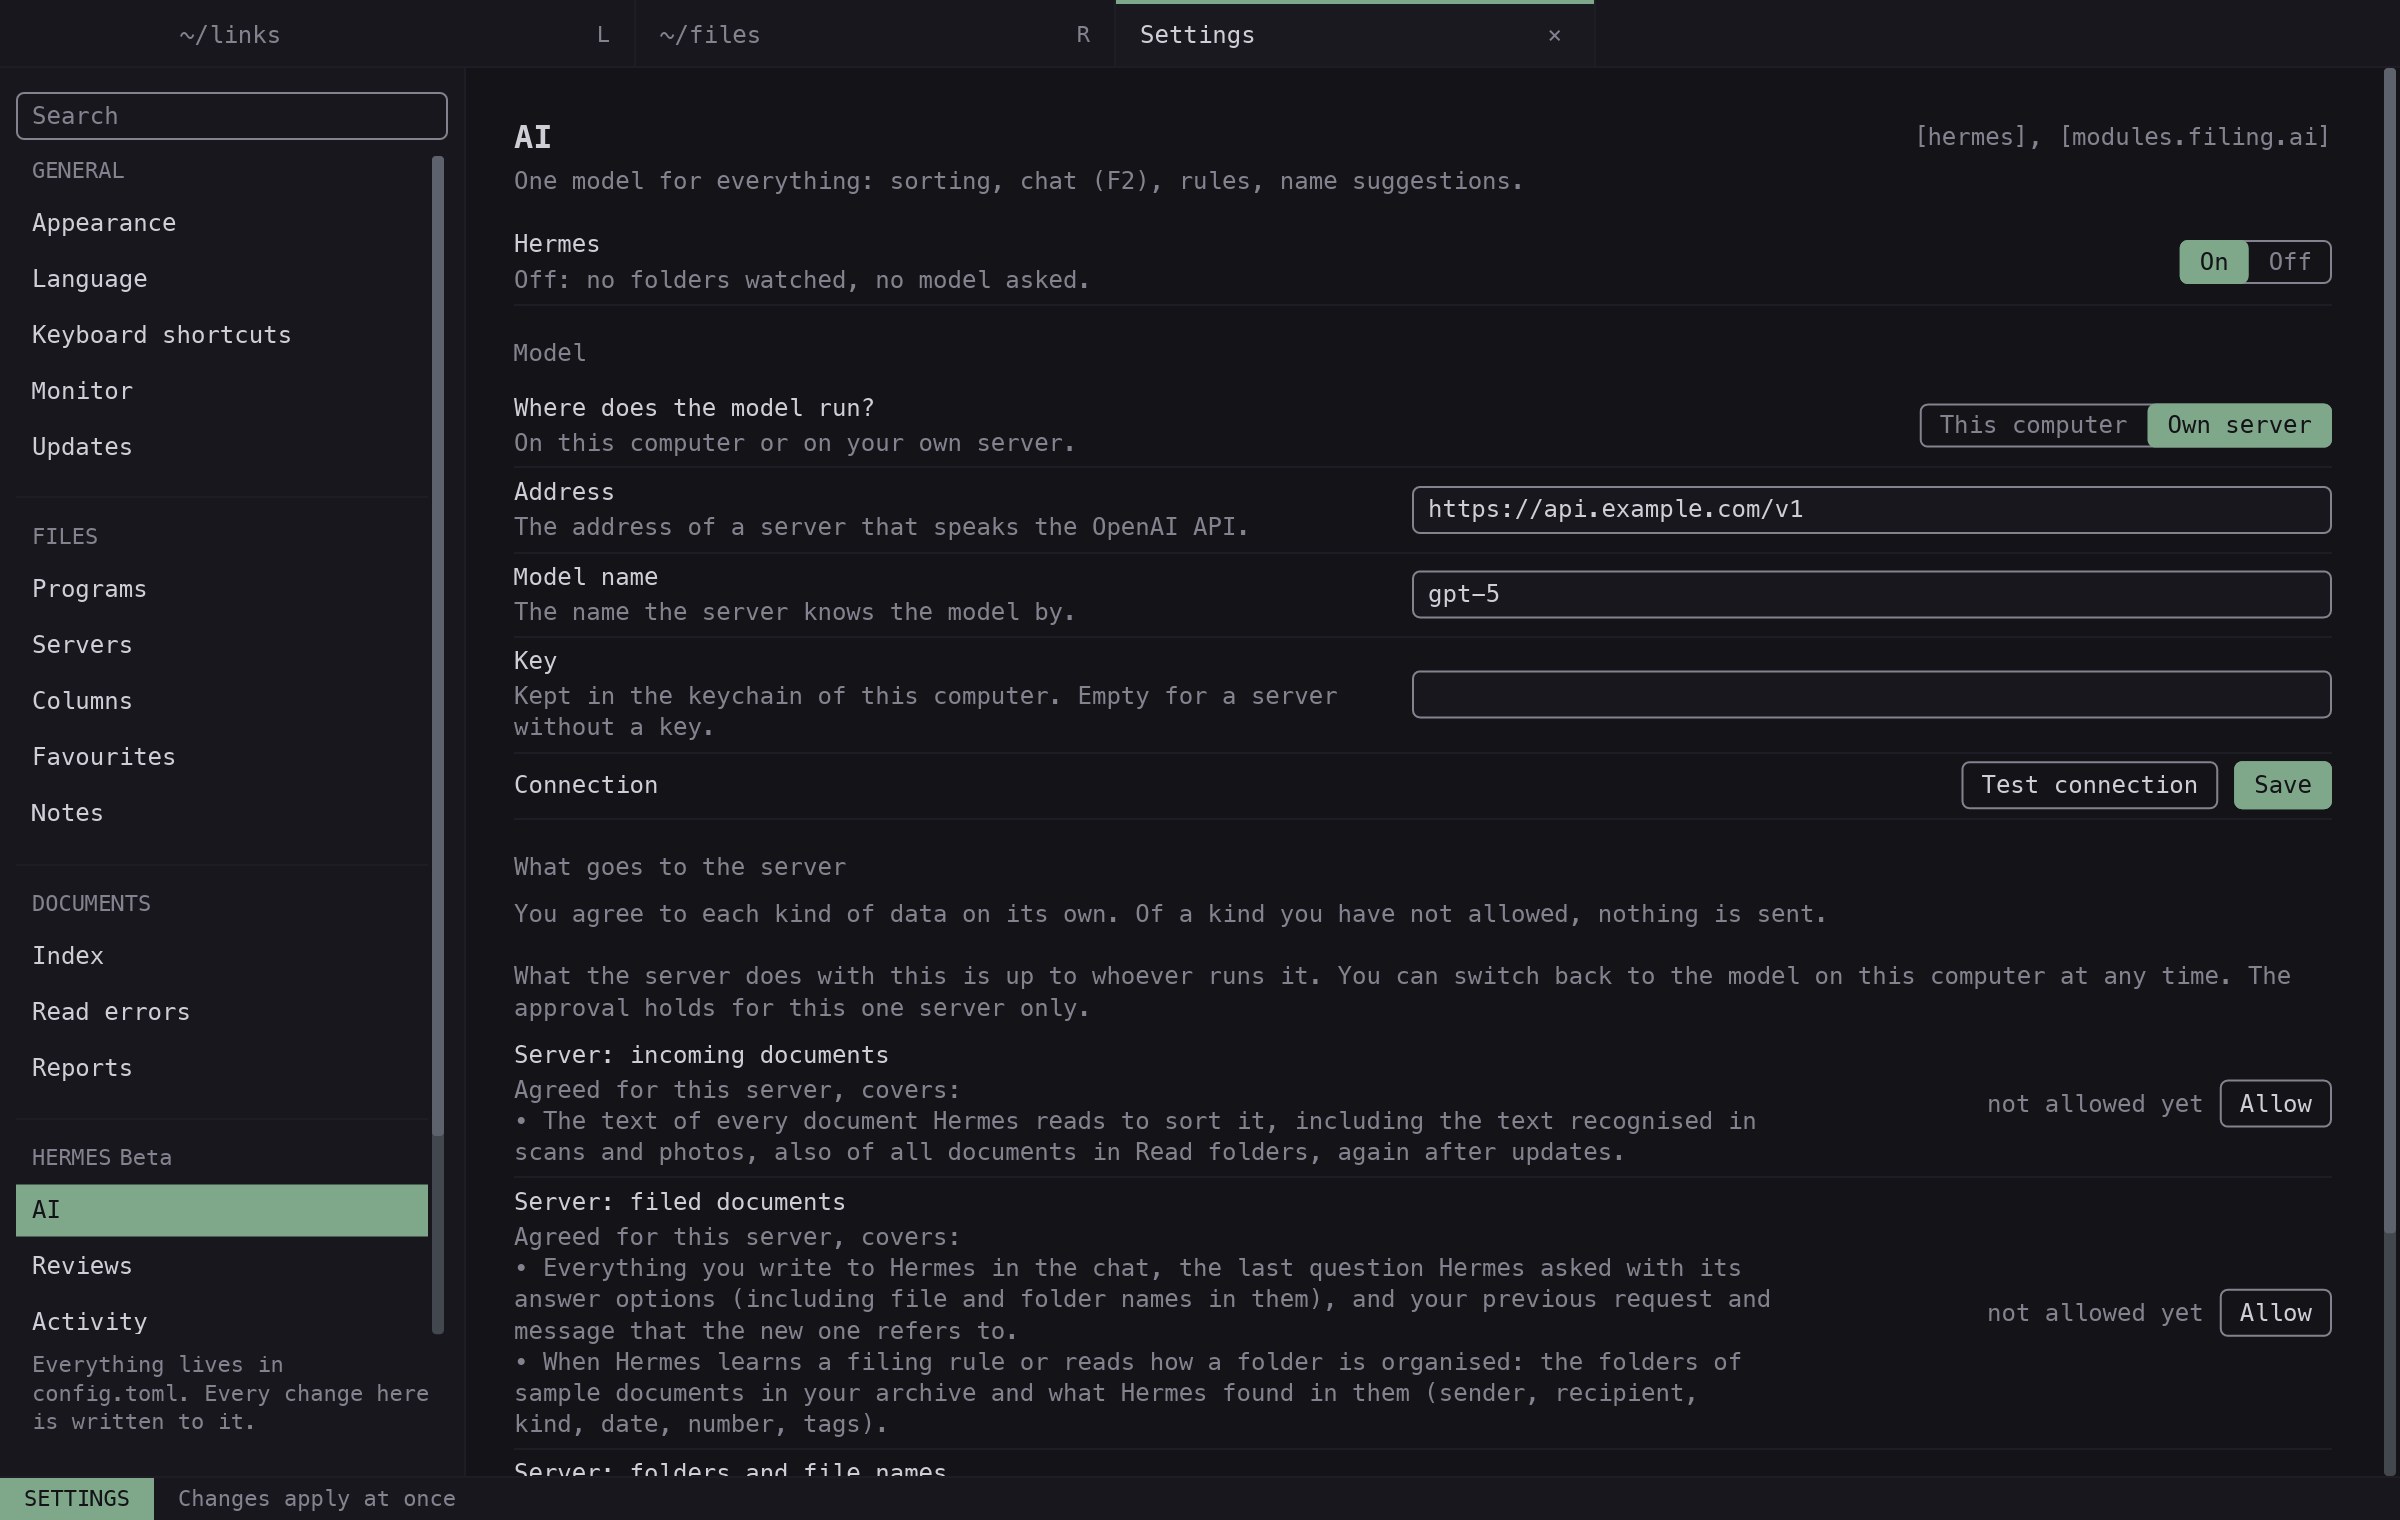 ~/links L ~/files R Settings ×
Search
GENERAL
Appearance
Language
Keyboard shortcuts
Monitor
Updates
FILES
Programs
Servers
Columns
Favourites
Notes
DOCUMENTS
Index
Read errors
Reports
HERMES Beta
AI
Reviews
Activity
Everything lives in
config.toml. Every change here
is written to it.
AI [hermes], [modules.filing.ai]
One model for everything: sorting, chat (F2), rules, name suggestions.
Hermes
Off: no folders watched, no model asked.
On Off
Model
Where does the model run?
On this computer or on your own server.
This computer Own server
Address
The address of a server that speaks the OpenAI API.
https://api.example.com/v1
Model name
The name the server knows the model by.
gpt-5
Key
Kept in the keychain of this computer. Empty for a server
without a key.
Connection Test connection Save
What goes to the server
You agree to each kind of data on its own. Of a kind you have not allowed, nothing is sent.
What the server does with this is up to whoever runs it. You can switch back to the model on this computer at any time. The
approval holds for this one server only.
Server: incoming documents
Agreed for this server, covers:
• The text of every document Hermes reads to sort it, including the text recognised in
scans and photos, also of all documents in Read folders, again after updates.
not allowed yet Allow
Server: filed documents
Agreed for this server, covers:
• Everything you write to Hermes in the chat, the last question Hermes asked with its
answer options (including file and folder names in them), and your previous request and
message that the new one refers to.
• When Hermes learns a filing rule or reads how a folder is organised: the folders of
sample documents in your archive and what Hermes found in them (sender, recipient,
kind, date, number, tags).
not allowed yet Allow
Server: folders and file names
SETTINGS Changes apply at once